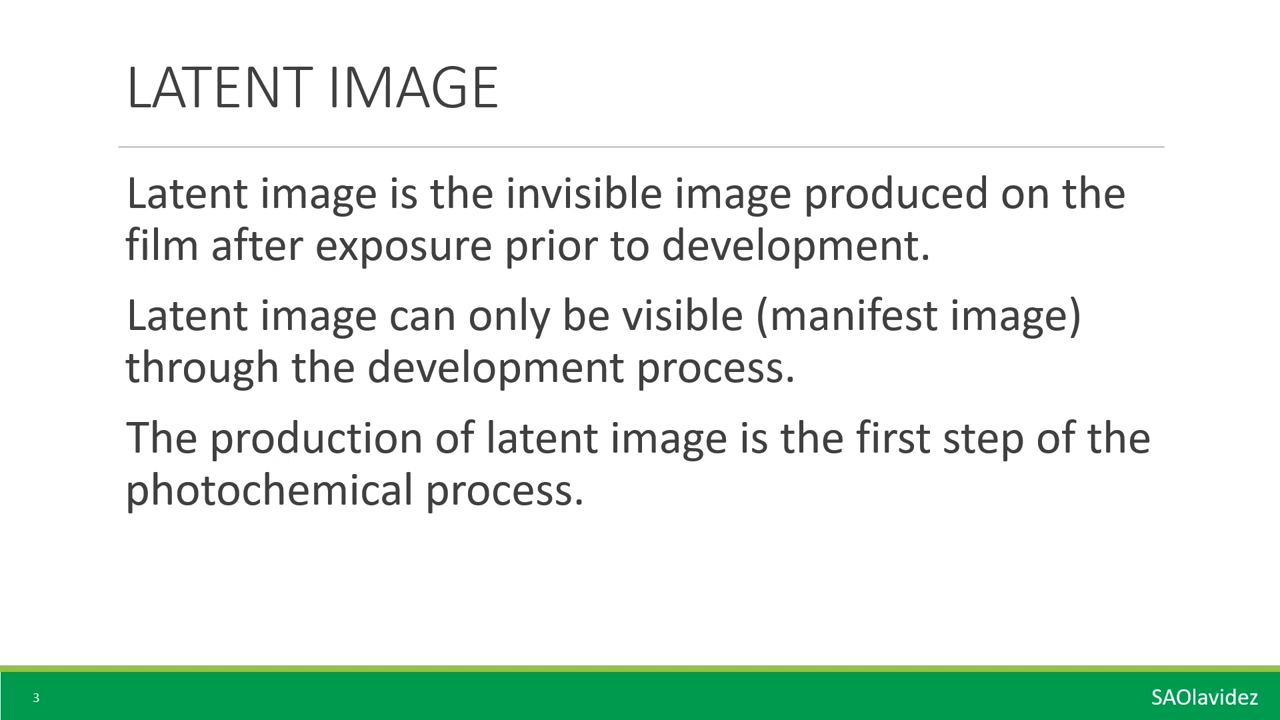 LATENT IMAGE
Latent image is the invisible image produced on the
film after exposure prior to development.
Latent image can only be visible (manifest image)
through the development process.
The production of latent image is the first step of the
photochemical process.
3
SAOlavidez